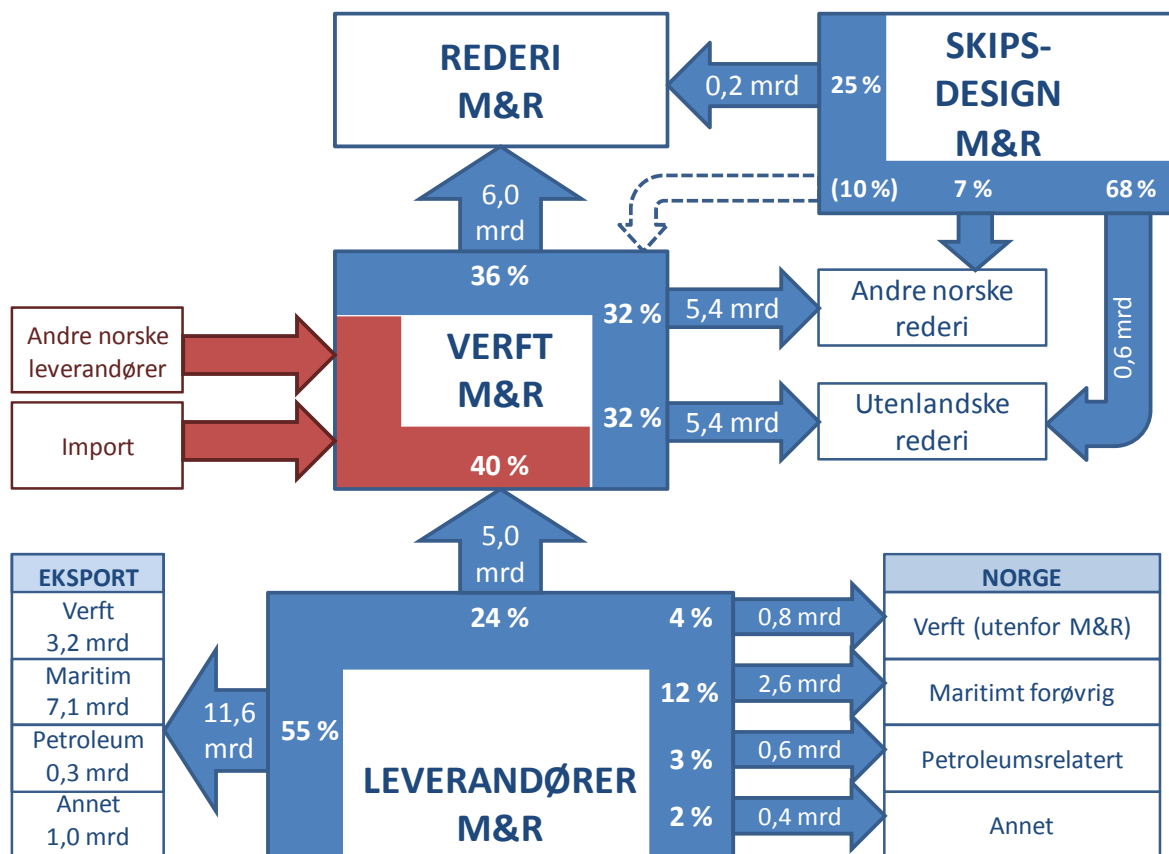 REDERI
M&R
0,2 mrd
25 %
SKIPS-
DESIGN
M&R
(10 %)
7 %
68 %
6,0
mrd
36 %
Andre norske
leverandører
Import
VERFT
M&R
40 %
32 %
32 %
5,4 mrd
5,4 mrd
Andre norske
rederi
Utenlandske
rederi
0,6 mrd
5,0
mrd
EKSPORT
Verft
3,2 mrd
Maritim
7,1 mrd
Petroleum
0,3 mrd
Annet
1,0 mrd
11,6
mrd
55 %
24 %
LEVERANDØRER
M&R
4 %
0,8 mrd
12 %
2,6 mrd
3 %
0,6 mrd
2 %
0,4 mrd
NORGE
Verft (utenfor M&R)
Maritimt forøvrig
Petroleumsrelatert
Annet